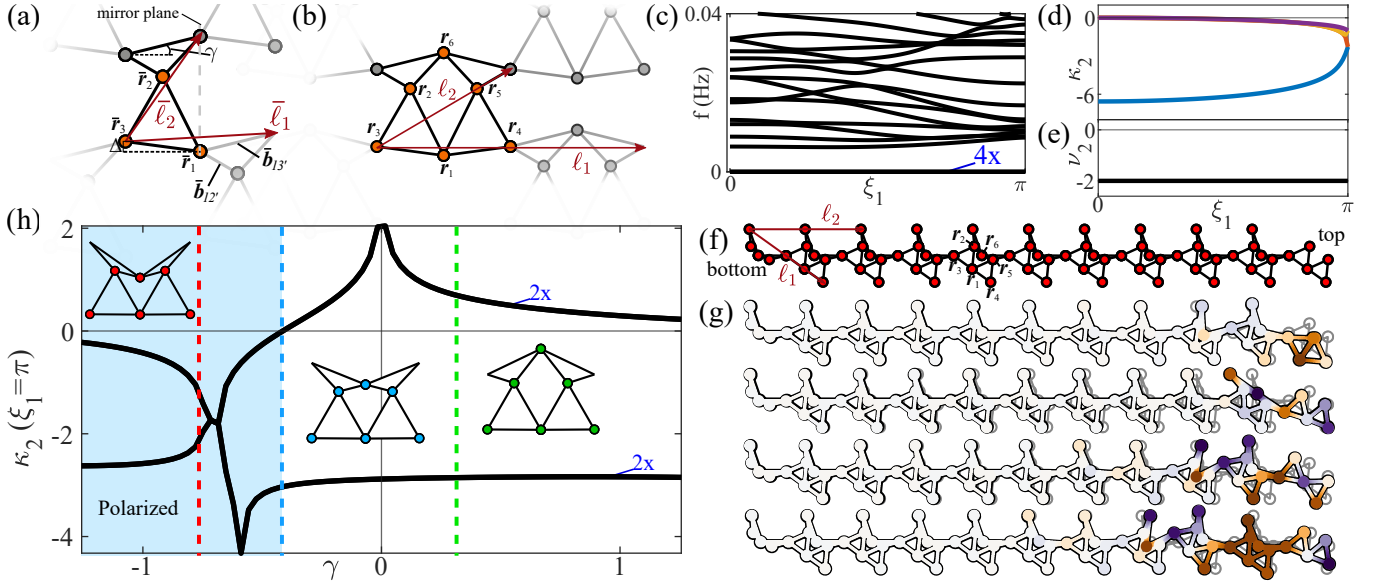 (a)
mirror plane
γ
r̄₂
ℓ̄₂
ℓ̄₁
r̄₃
Δ
r̄₁
b̄₁₃′
b̄₁₂′
(b)
r₆
r₂
ℓ₂
r₅
r₃
r₄
r₁
ℓ₁
(c)
0.04
f (Hz)
0
4x
0
ξ₁
π
(d)
0
κ₂
-6
(e)
0
ν₂
-2
0
ξ₁
π
(f)
ℓ₂
r₂
r₆
top
bottom
ℓ₁
r₃
r₅
r₁
r₄
(g)
(h)
2
2x
0
κ₂ (ξ₁=π)
-2
2x
Polarized
-4
-1
γ
0
1